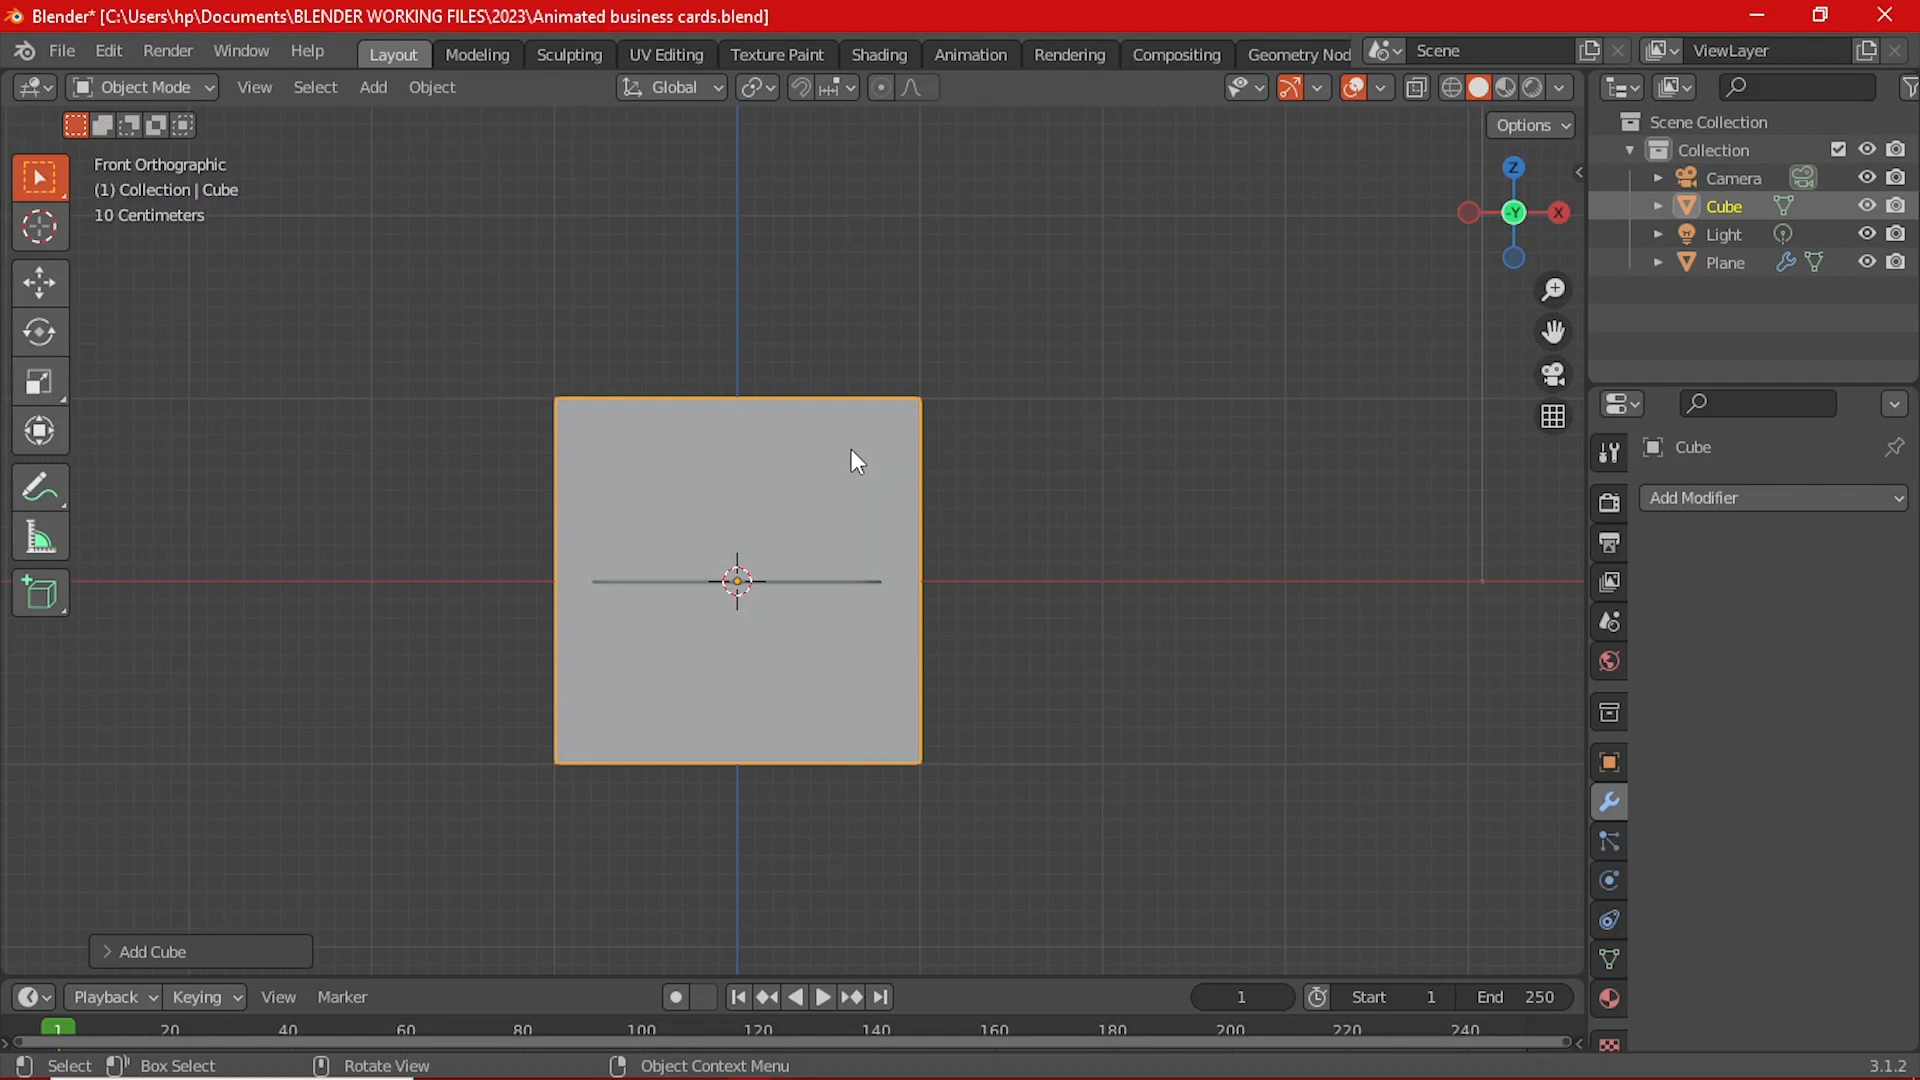 Blender* [C:\Users\hp\Documents\BLENDER WORKING FILES\2023\Animated business cards.blend]
File Edit Render Window Help Layout Modeling Sculpting UV Editing Texture Paint Shading Animation Rendering Compositing Geometry Nod Scene ViewLayer
Object Mode View Select Add Object Global
Options
Front Orthographic
(1) Collection | Cube
10 Centimeters
Z
-Y
X
Scene Collection
Collection
Camera
Cube
Light
Plane
Cube
Add Modifier
Add Cube
Playback Keying View Marker 1 Start 1 End 250
1 20 40 60 80 100 120 140 160 180 200 220 240
Select Box Select Rotate View Object Context Menu 3.1.2